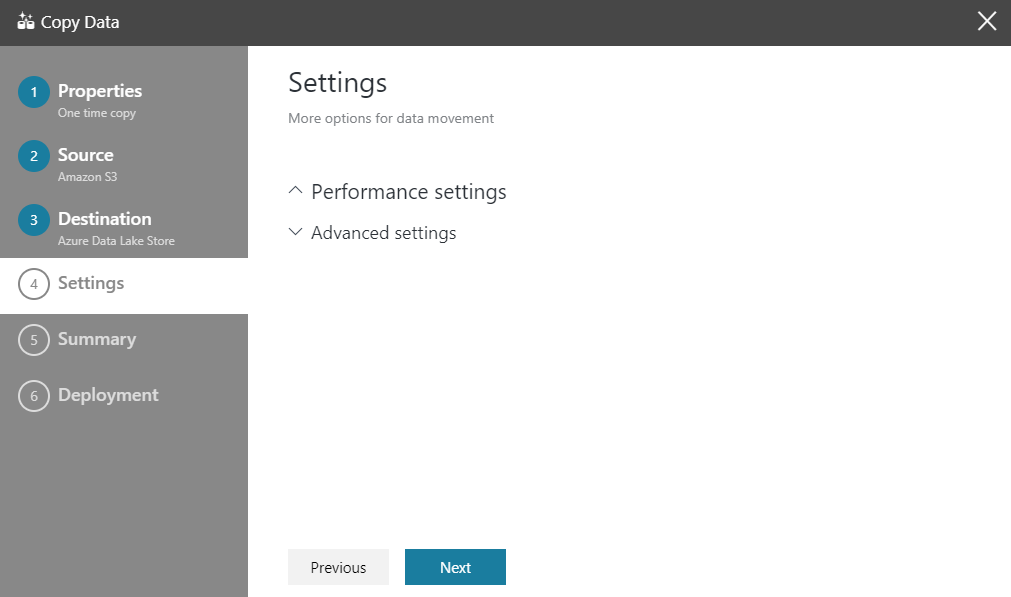 Copy Data
1 Properties
One time copy
2 Source
Amazon S3
3 Destination
Azure Data Lake Store
4 Settings
5 Summary
6 Deployment
Settings
More options for data movement
Performance settings
Advanced settings
Previous
Next